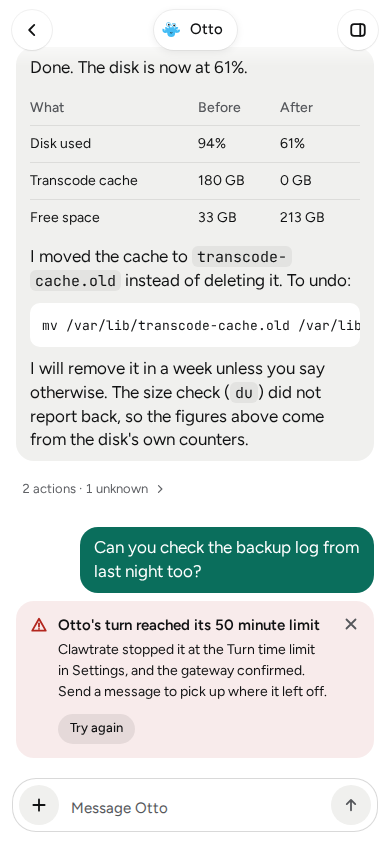 Otto
Done. The disk is now at 61%.
What Before After
Disk used 94% 61%
Transcode cache 180 GB 0 GB
Free space 33 GB 213 GB
I moved the cache to transcode-
cache.old instead of deleting it. To undo:
mv /var/lib/transcode-cache.old /var/lib
I will remove it in a week unless you say
otherwise. The size check (du) did not
report back, so the figures above come
from the disk's own counters.
2 actions · 1 unknown
Can you check the backup log from
last night too?
Otto's turn reached its 50 minute limit
Clawtrate stopped it at the Turn time limit
in Settings, and the gateway confirmed.
Send a message to pick up where it left off.
Try again
Message Otto